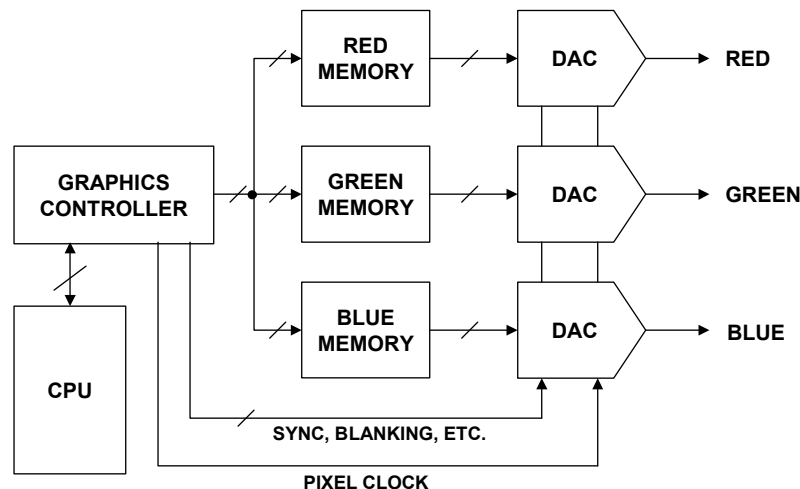 RED
MEMORY
DAC
RED
GRAPHICS
CONTROLLER
GREEN
MEMORY
DAC
GREEN
BLUE
MEMORY
DAC
BLUE
CPU
SYNC, BLANKING, ETC.
PIXEL CLOCK